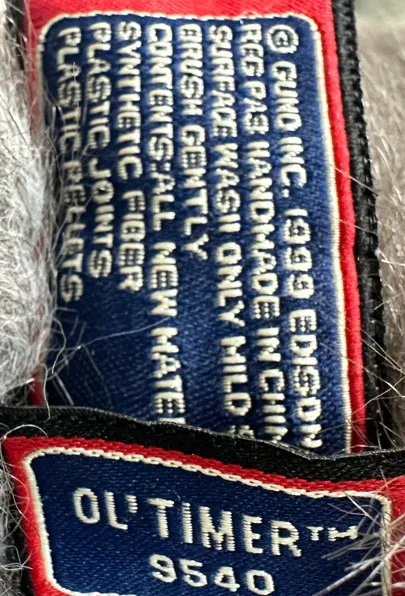 © GUND INC. 1999 EDISON
REG PA3 HANDMADE IN CHIN
SURFACE WASH ONLY MILD S
BRUSH GENTLY
CONTENTS: ALL NEW MATE
SYNTHETIC FIBER
PLASTIC JOINTS
PLASTIC PELLETS
OL' TIMER™
9540